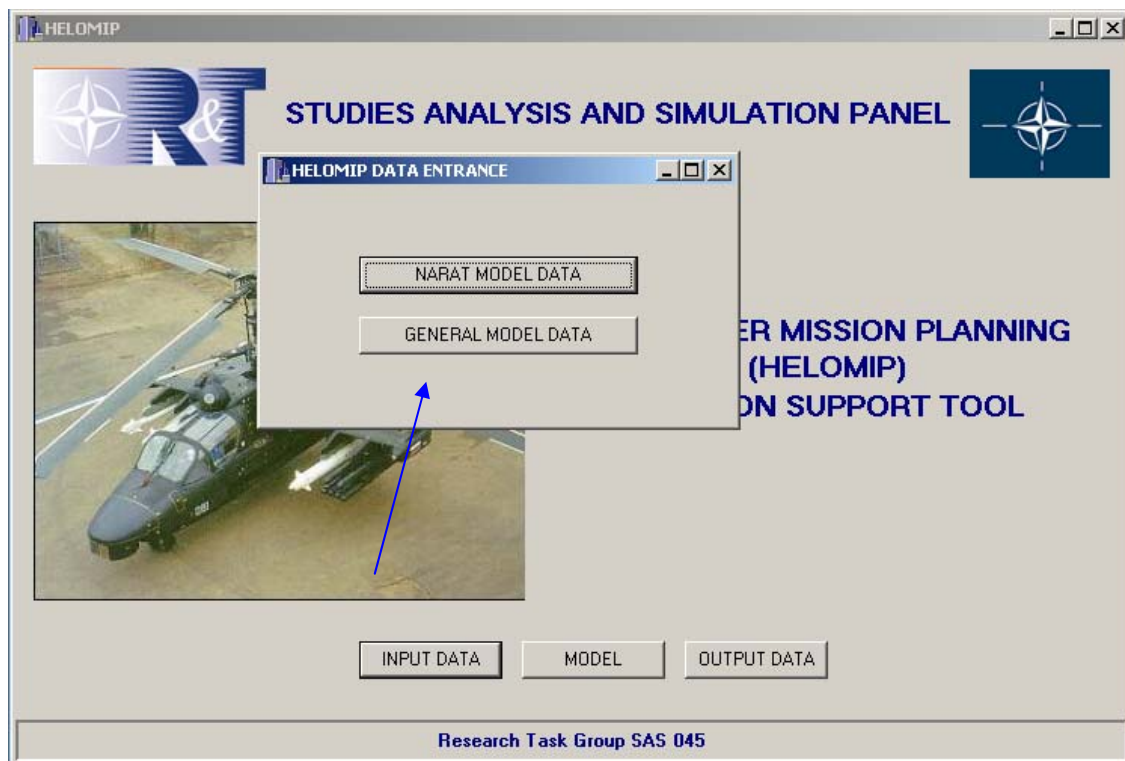 HELOMIP
R&T
STUDIES ANALYSIS AND SIMULATION PANEL
HELOMIP DATA ENTRANCE
NARAT MODEL DATA
GENERAL MODEL DATA
ER MISSION PLANNING
(HELOMIP)
ON SUPPORT TOOL
081
INPUT DATA
MODEL
OUTPUT DATA
Research Task Group SAS 045